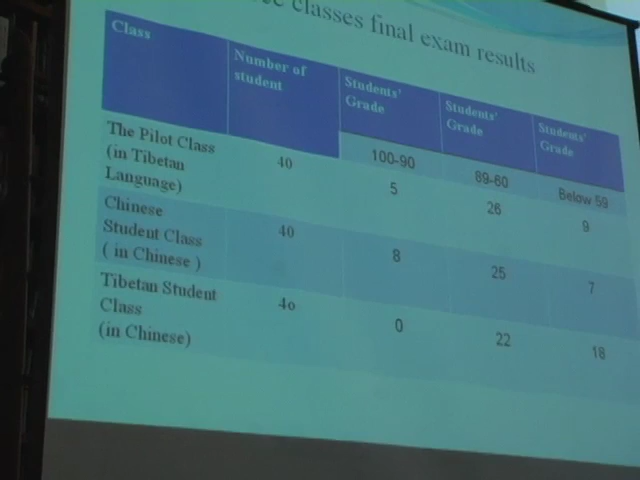 classes final exam results
Class
Number of
student
Students'
Grade
Students'
Grade
Students'
Grade
100-90
89-60
Below 59
The Pilot Class
(in Tibetan
Language)
40
5
26
9
Chinese
Student Class
( in Chinese )
40
8
25
7
Tibetan Student
Class
(in Chinese)
4o
0
22
18